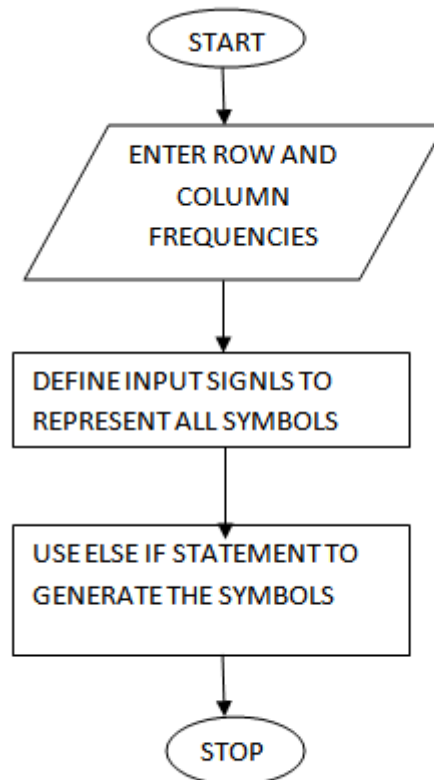 START
ENTER ROW AND
COLUMN
FREQUENCIES
DEFINE INPUT SIGNLS TO
REPRESENT ALL SYMBOLS
USE ELSE IF STATEMENT TO
GENERATE THE SYMBOLS
STOP